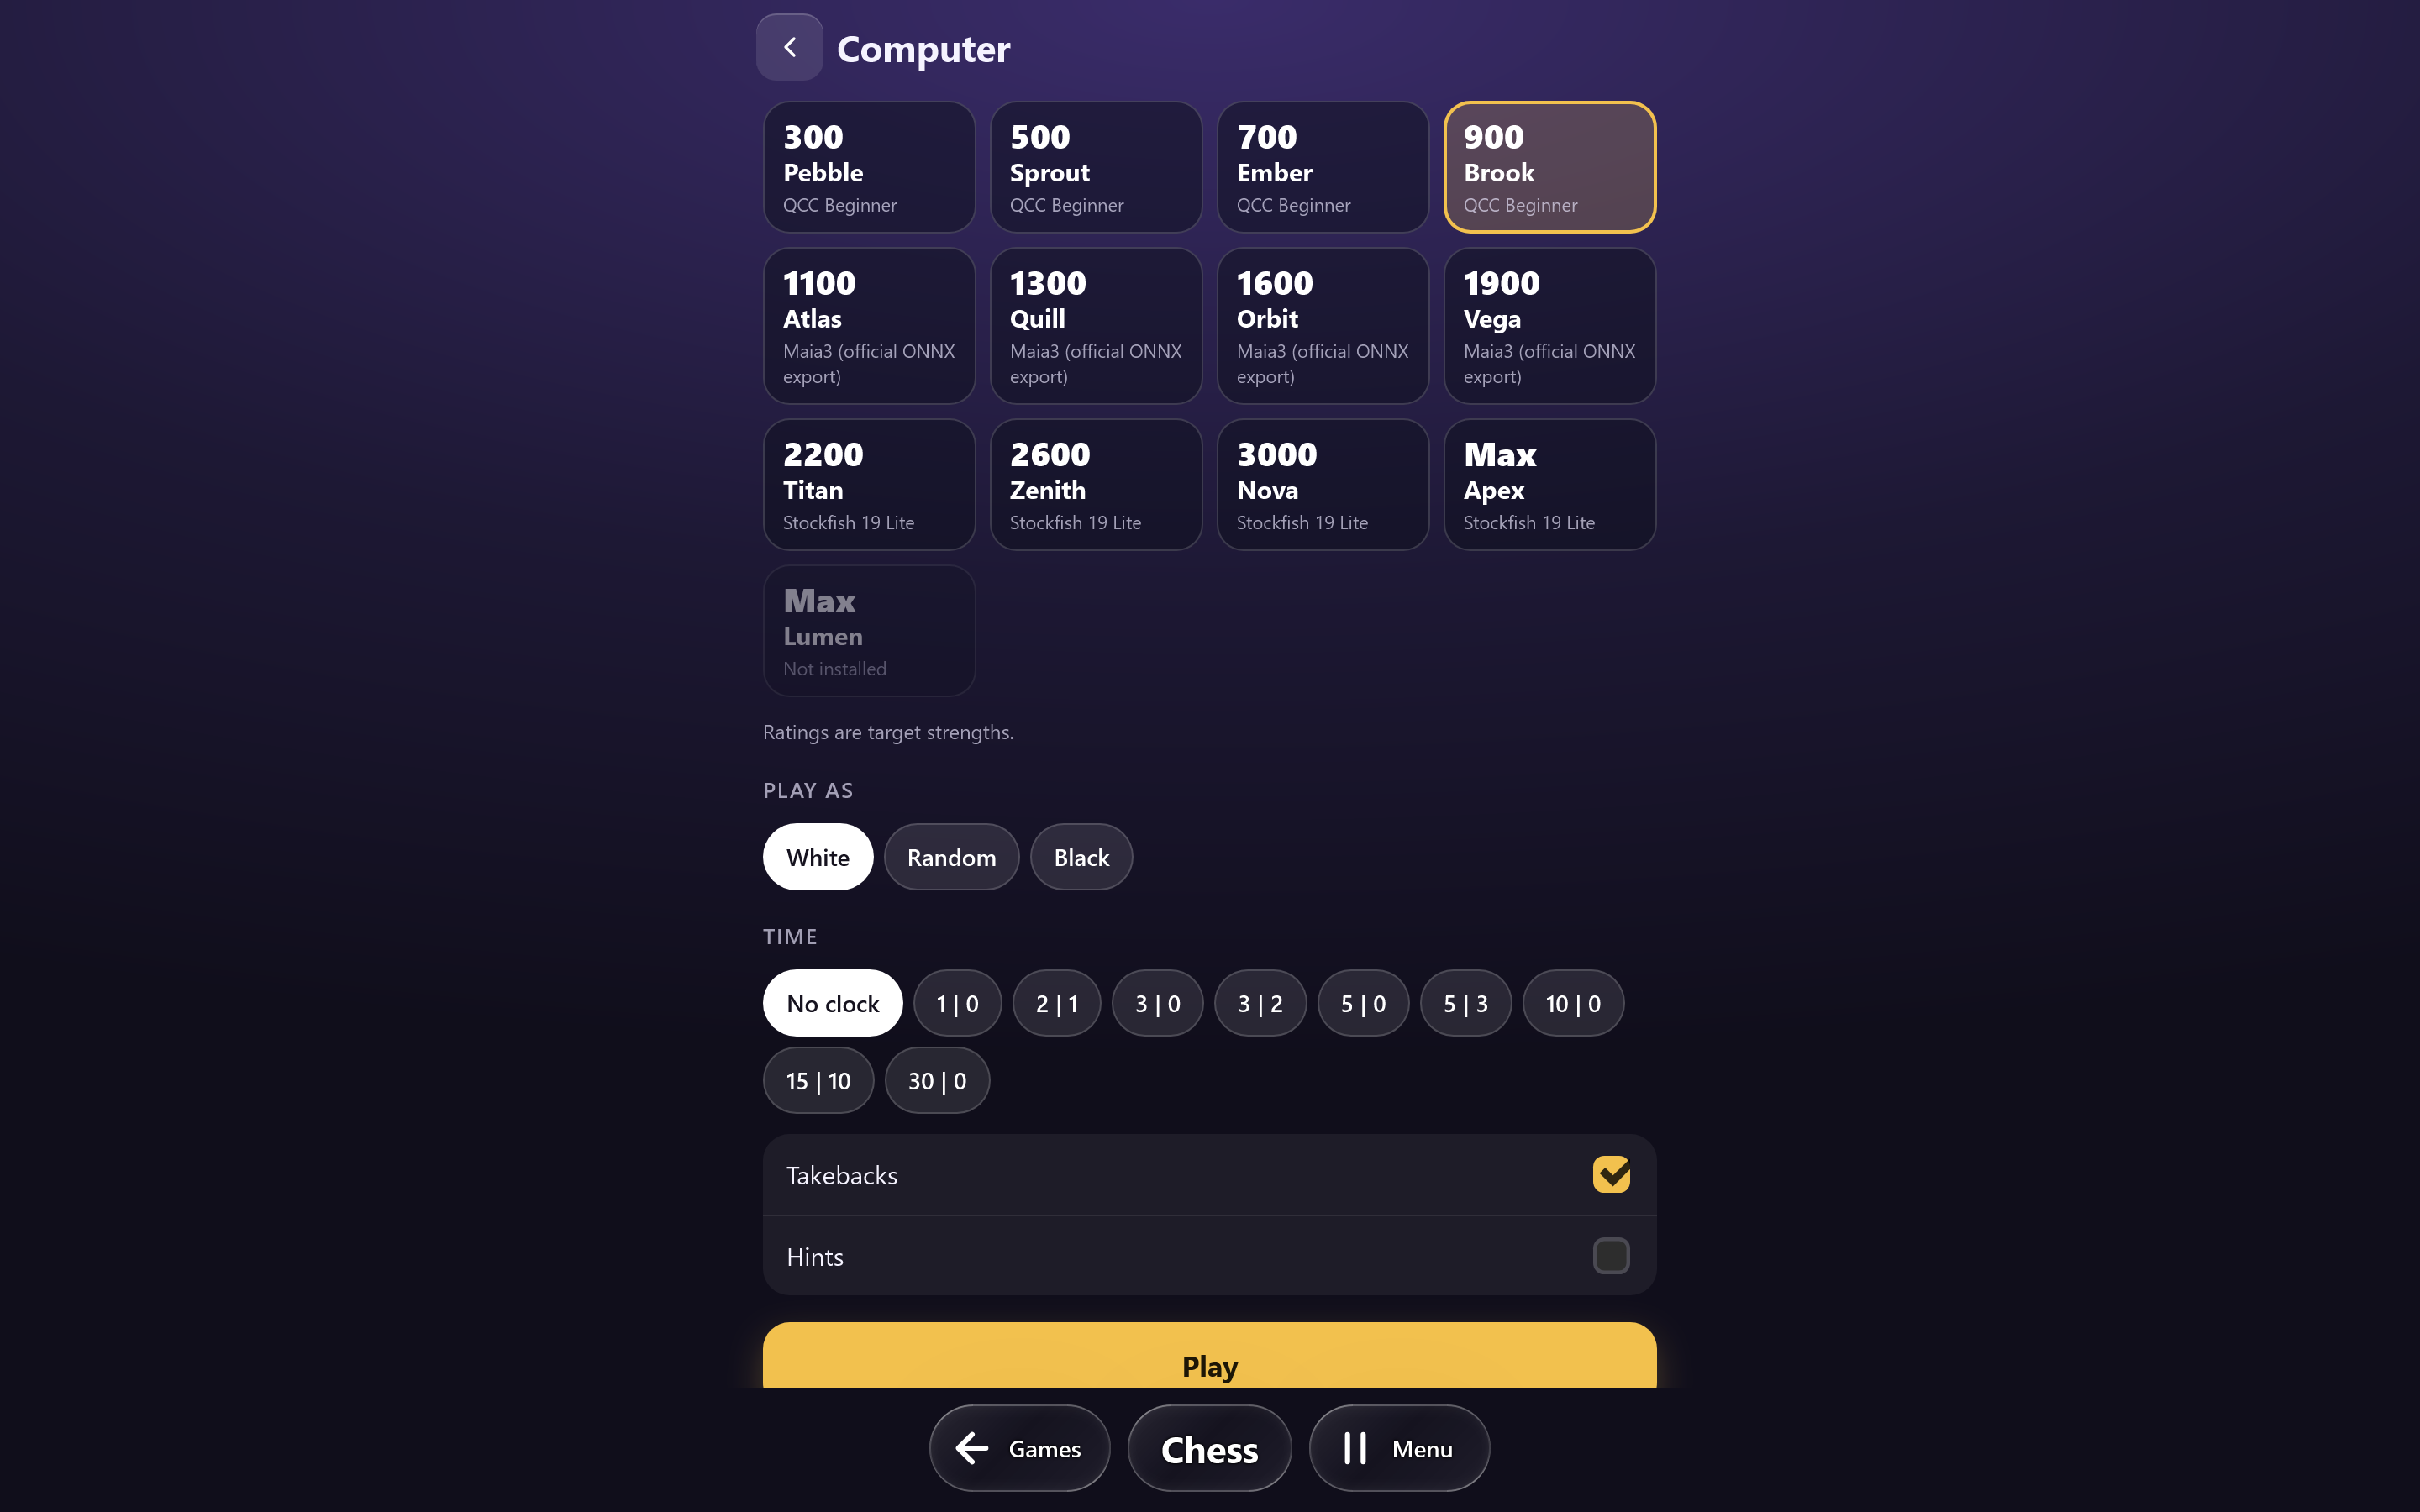 Computer
300
Pebble
QCC Beginner
500
Sprout
QCC Beginner
700
Ember
QCC Beginner
900
Brook
QCC Beginner
1100
Atlas
Maia3 (official ONNX
export)
1300
Quill
Maia3 (official ONNX
export)
1600
Orbit
Maia3 (official ONNX
export)
1900
Vega
Maia3 (official ONNX
export)
2200
Titan
Stockfish 19 Lite
2600
Zenith
Stockfish 19 Lite
3000
Nova
Stockfish 19 Lite
Max
Apex
Stockfish 19 Lite
Max
Lumen
Not installed
Ratings are target strengths.
PLAY AS
White
Random
Black
TIME
No clock
1 | 0
2 | 1
3 | 0
3 | 2
5 | 0
5 | 3
10 | 0
15 | 10
30 | 0
Takebacks
Hints
Play
Games
Chess
Menu